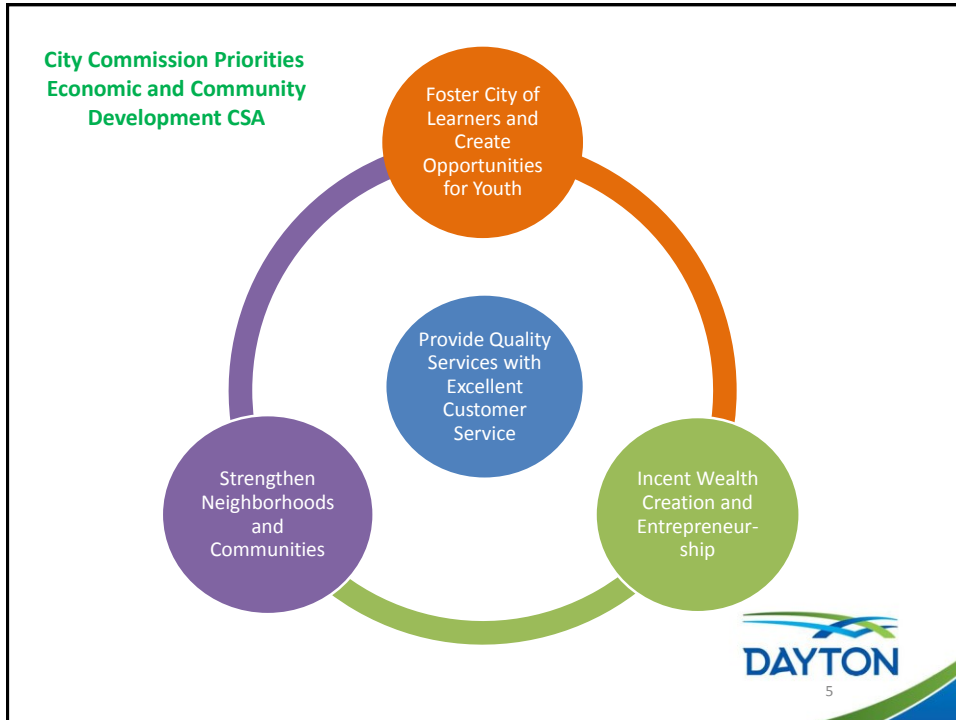 City Commission Priorities
Economic and Community
Development CSA
Foster City of
Learners and
Create
Opportunities
for Youth
Provide Quality
Services with
Excellent
Customer
Service
Strengthen
Neighborhoods
and
Communities
Incent Wealth
Creation and
Entrepreneur-
ship
DAYTON
5